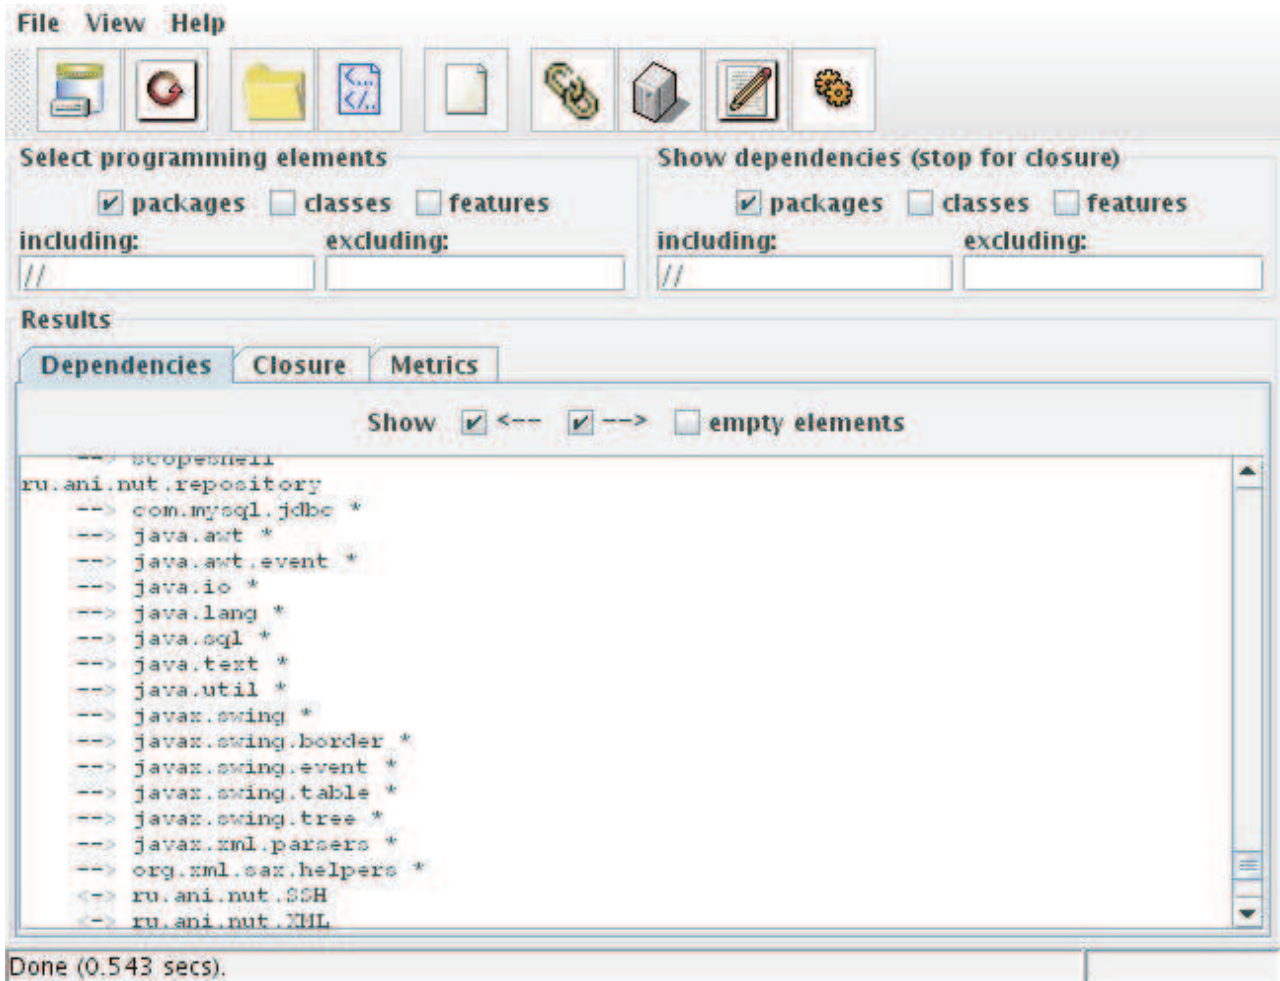 File View Help
<...
</..
Select programming elements
packages classes features
including: excluding:
//
Show dependencies (stop for closure)
packages classes features
including: excluding:
//
Results
Dependencies Closure Metrics
Show <-- --> empty elements
--> scopeshell
ru.ani.nut.repository
--> com.mysql.jdbc *
--> java.awt *
--> java.awt.event *
--> java.io *
--> java.lang *
--> java.sql *
--> java.text *
--> java.util *
--> javax.swing *
--> javax.swing.border *
--> javax.swing.event *
--> javax.swing.table *
--> javax.swing.tree *
--> javax.xml.parsers *
--> org.xml.sax.helpers *
<-> ru.ani.nut.SSH
<-> ru.ani.nut.XML
Done (0.543 secs).